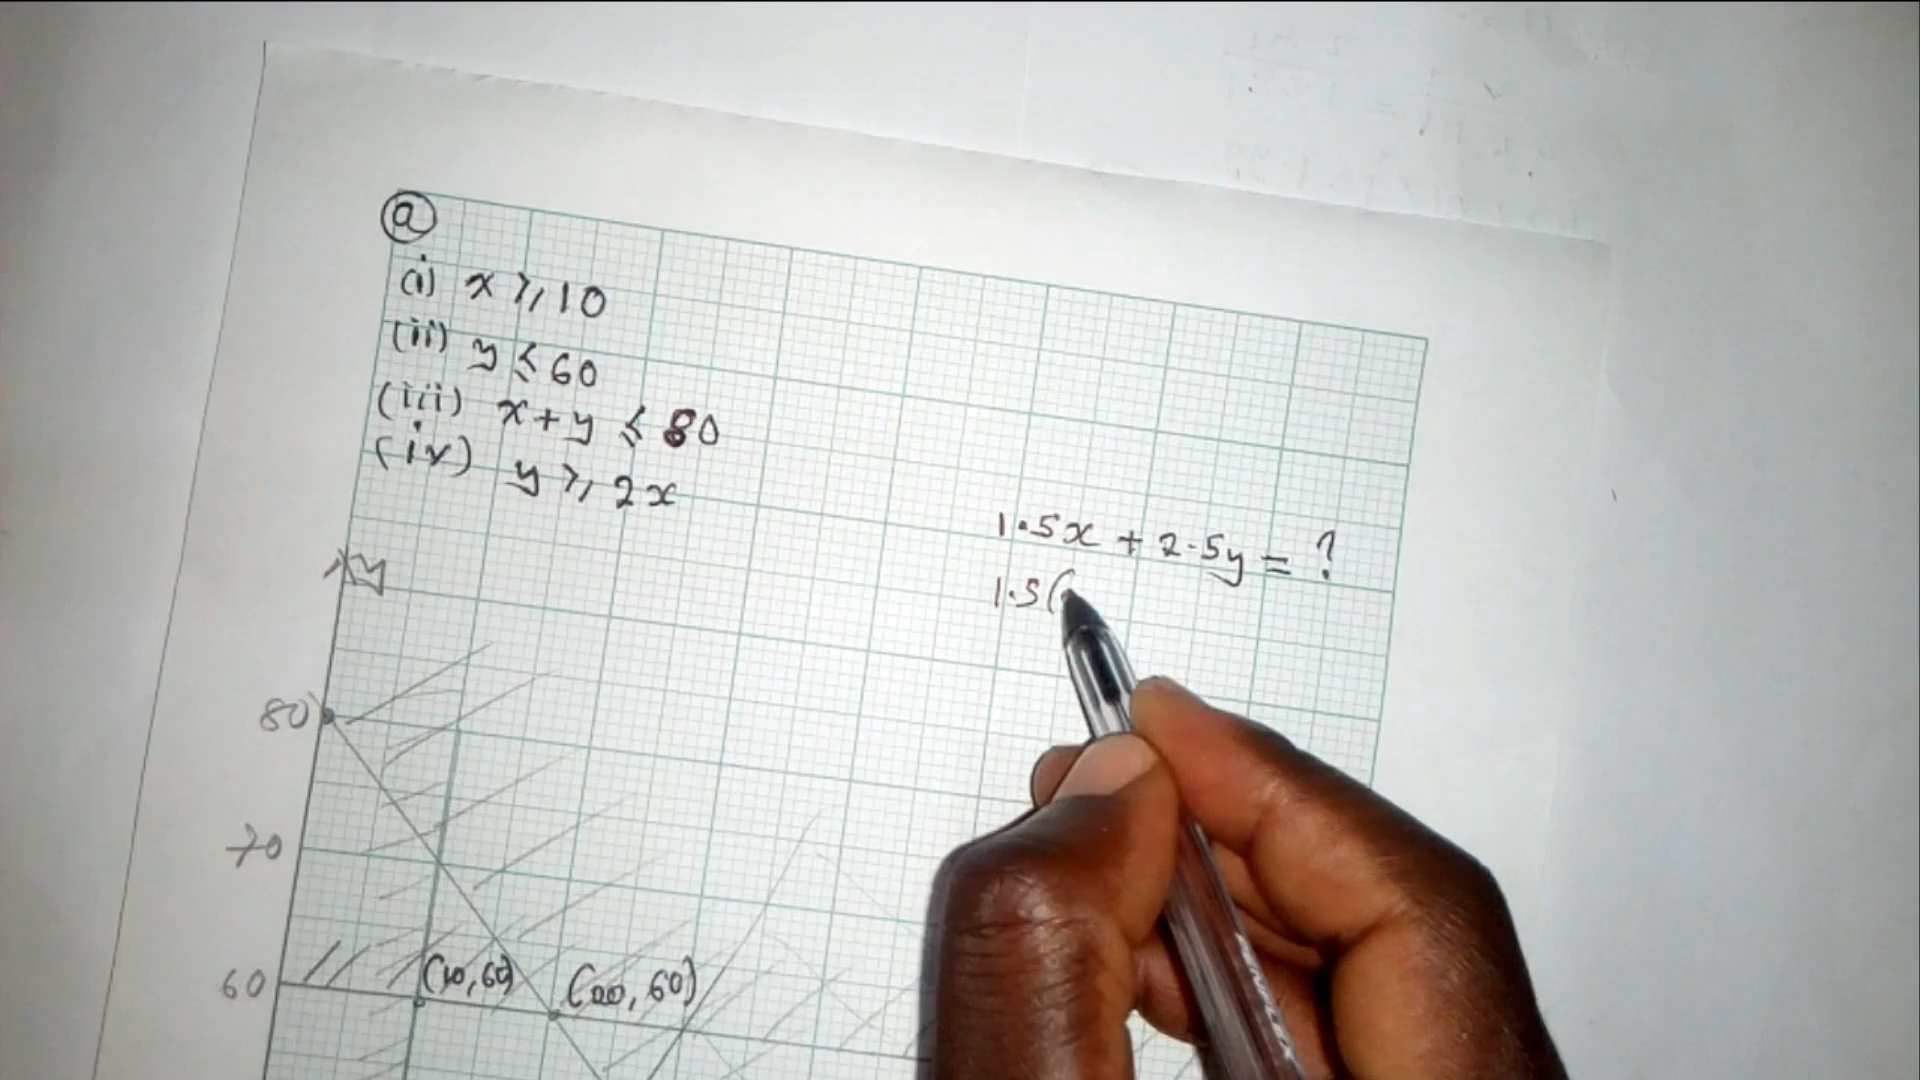 a
(i) x ⩾ 10
(ii) y ⩽ 60
(iii) x + y ⩽ 80
(iv) y ⩾ 2x
1.5x + 2.5y = ?
1.5(
y
80
70
60
(10,60) (20,60)